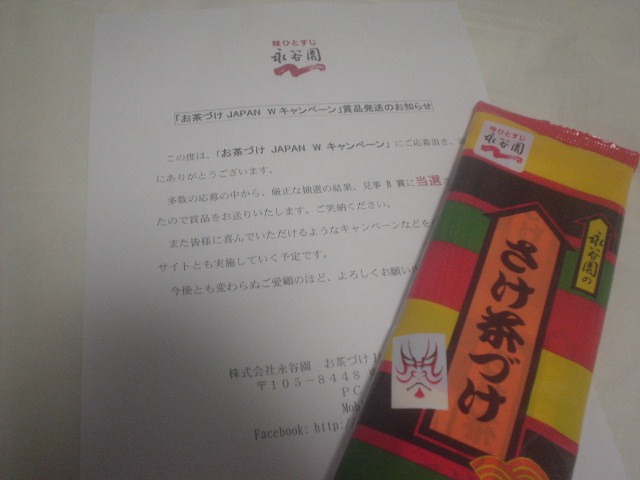 味ひとすじ
永谷園
「お茶づけ JAPAN Wキャンペーン」賞品発送のお知らせ
この度は、「お茶づけ JAPAN W キャンペーン」にご応募頂き、
にありがとうございます。
多数の応募の中から、厳正な抽選の結果、見事 B 賞に当選
たので賞品をお送りいたします。ご笑納ください。
また皆様に喜んでいただけるようなキャンペーンなどを
サイトとも実施していく予定です。
今後とも変わらぬご愛顧のほど、よろしくお願い
株式会社永谷園 お茶づけ
〒105-8448
PC
Mob
Facebook: http:
味ひとすじ
永谷園
永谷園の
さけ茶づけ